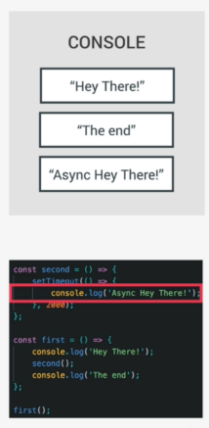 CONSOLE
“Hey There!”
“The end”
“Async Hey There!”
const second = () => {
setTimeout(() => {
console.log('Async Hey There!');
}, 2000);
};
const first = () => {
console.log('Hey There!');
second();
console.log('The end');
};
first();